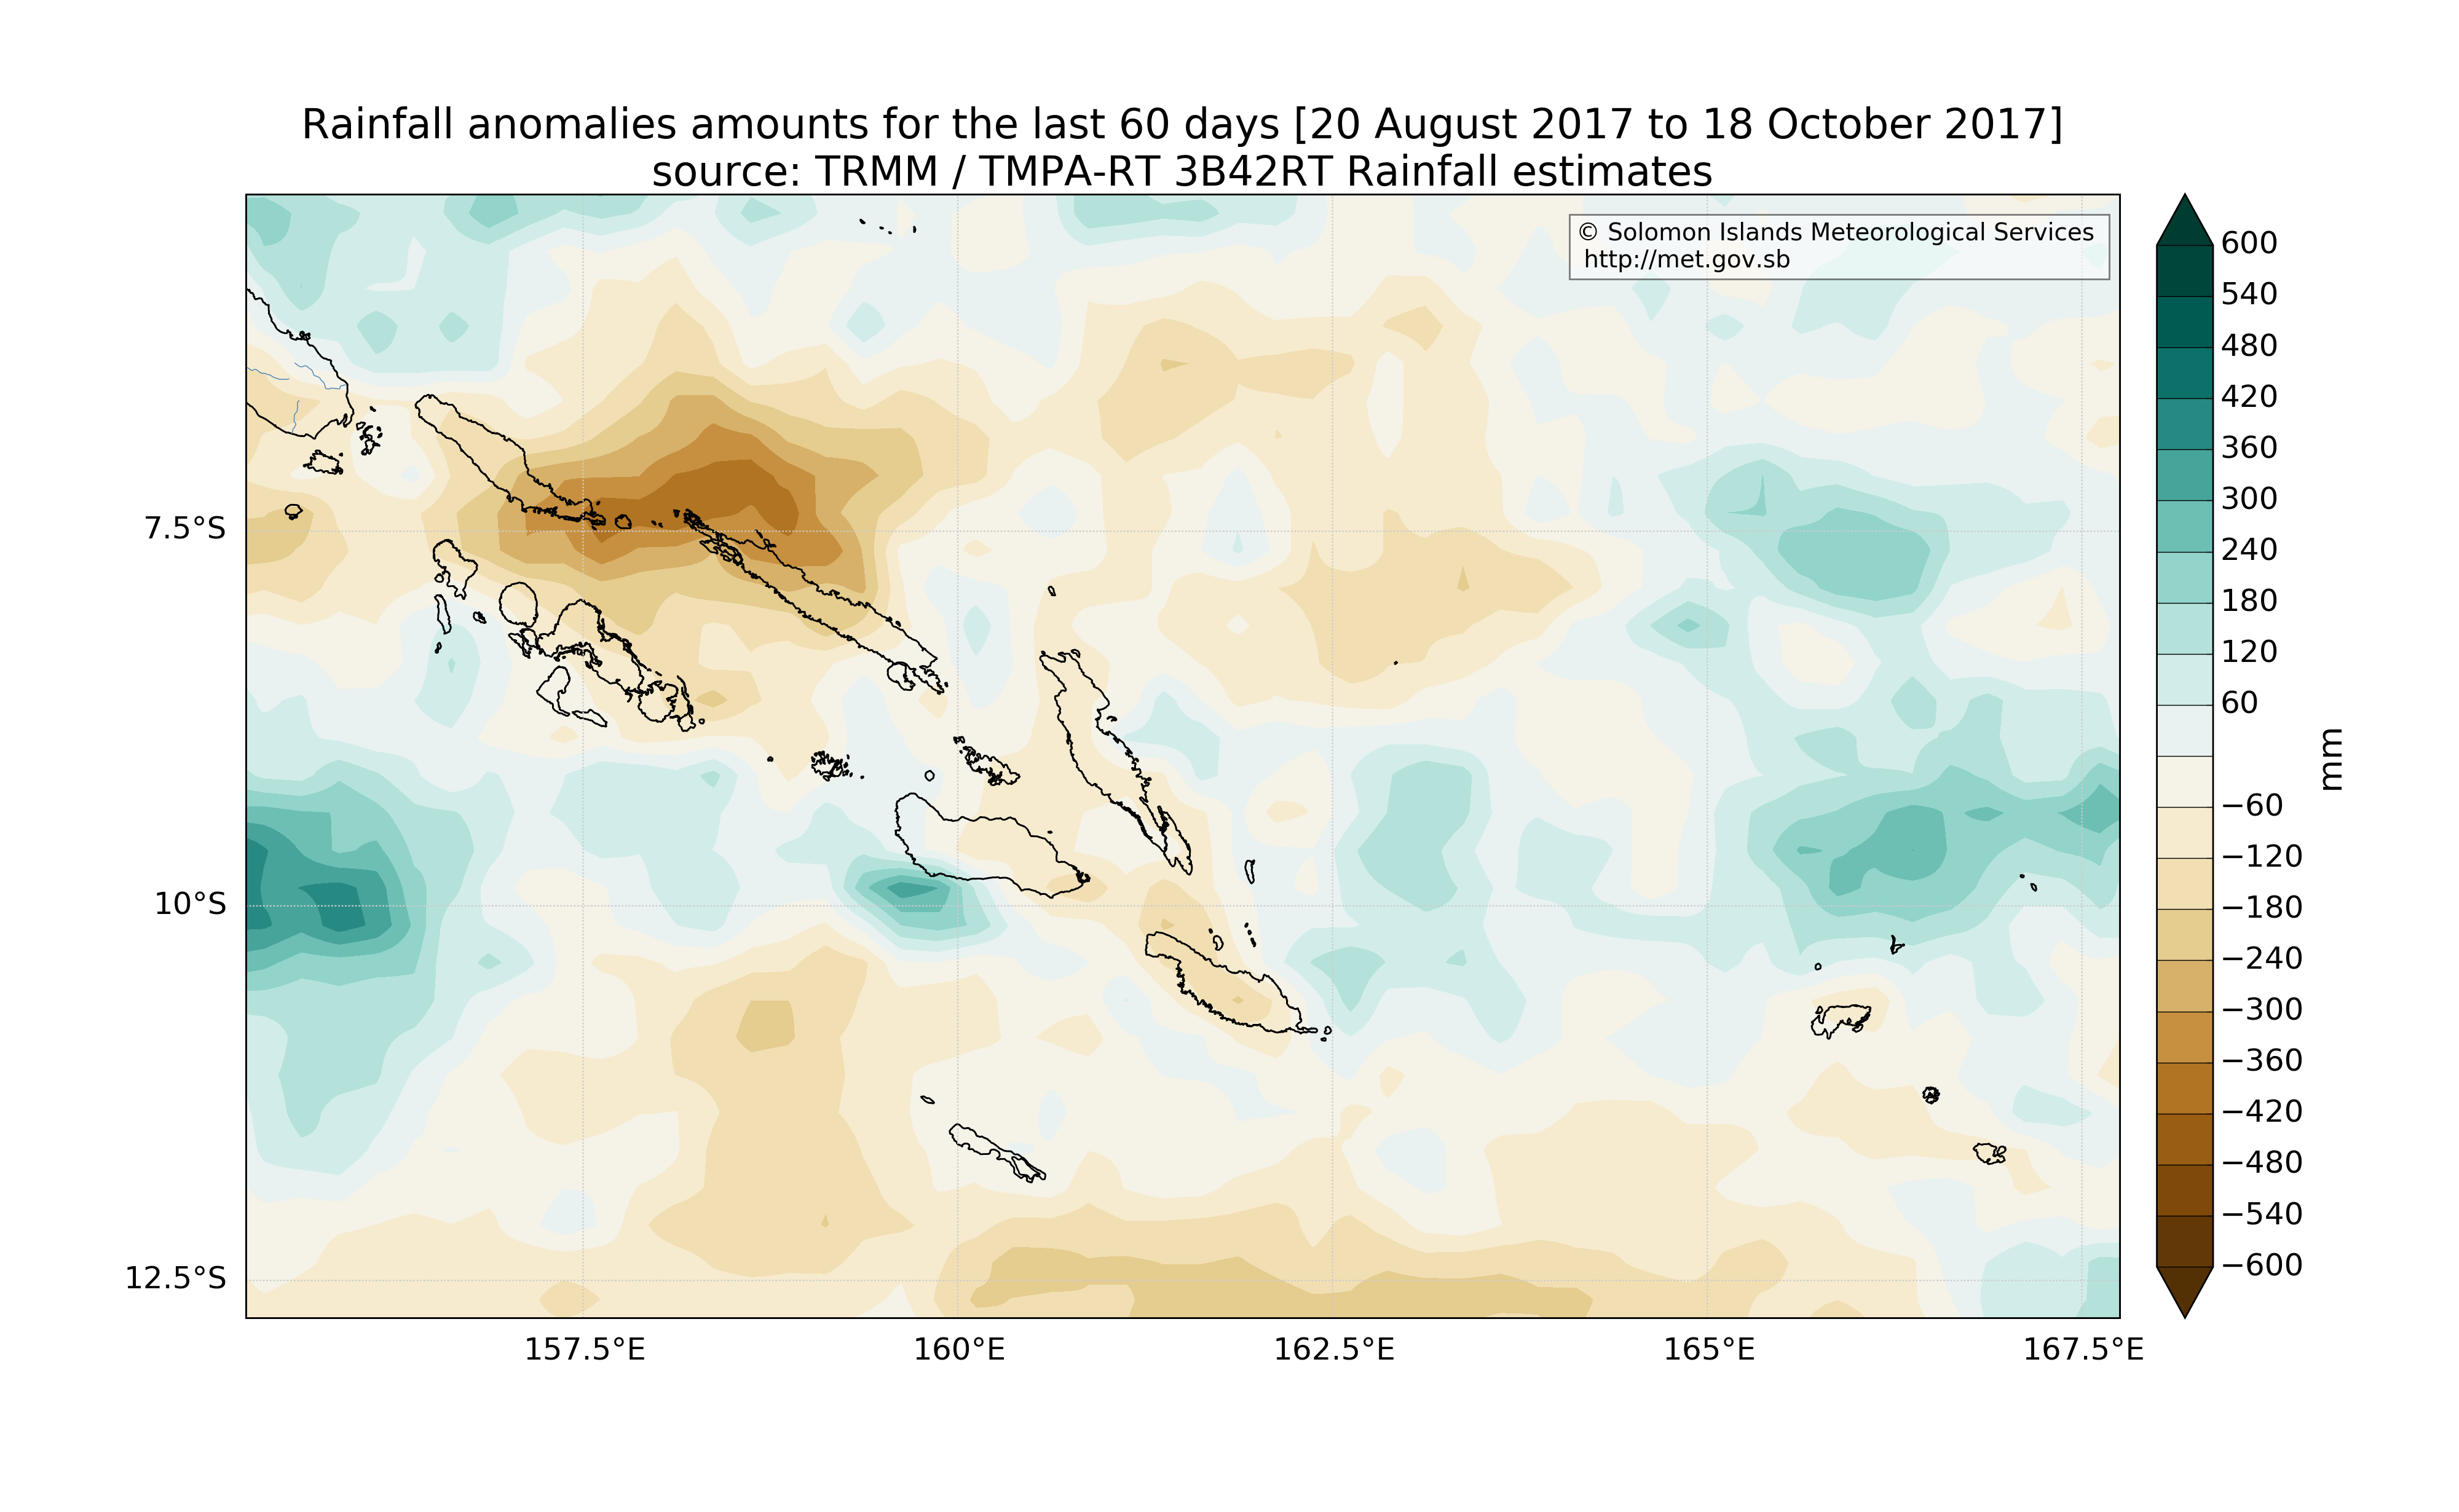 Rainfall anomalies amounts for the last 60 days [20 August 2017 to 18 October 2017]
source: TRMM / TMPA-RT 3B42RT Rainfall estimates
© Solomon Islands Meteorological Services
http://met.gov.sb
7.5°S
10°S
12.5°S
157.5°E
160°E
162.5°E
165°E
167.5°E
600
540
480
420
360
300
240
180
120
60
−60
−120
−180
−240
−300
−360
−420
−480
−540
−600
mm